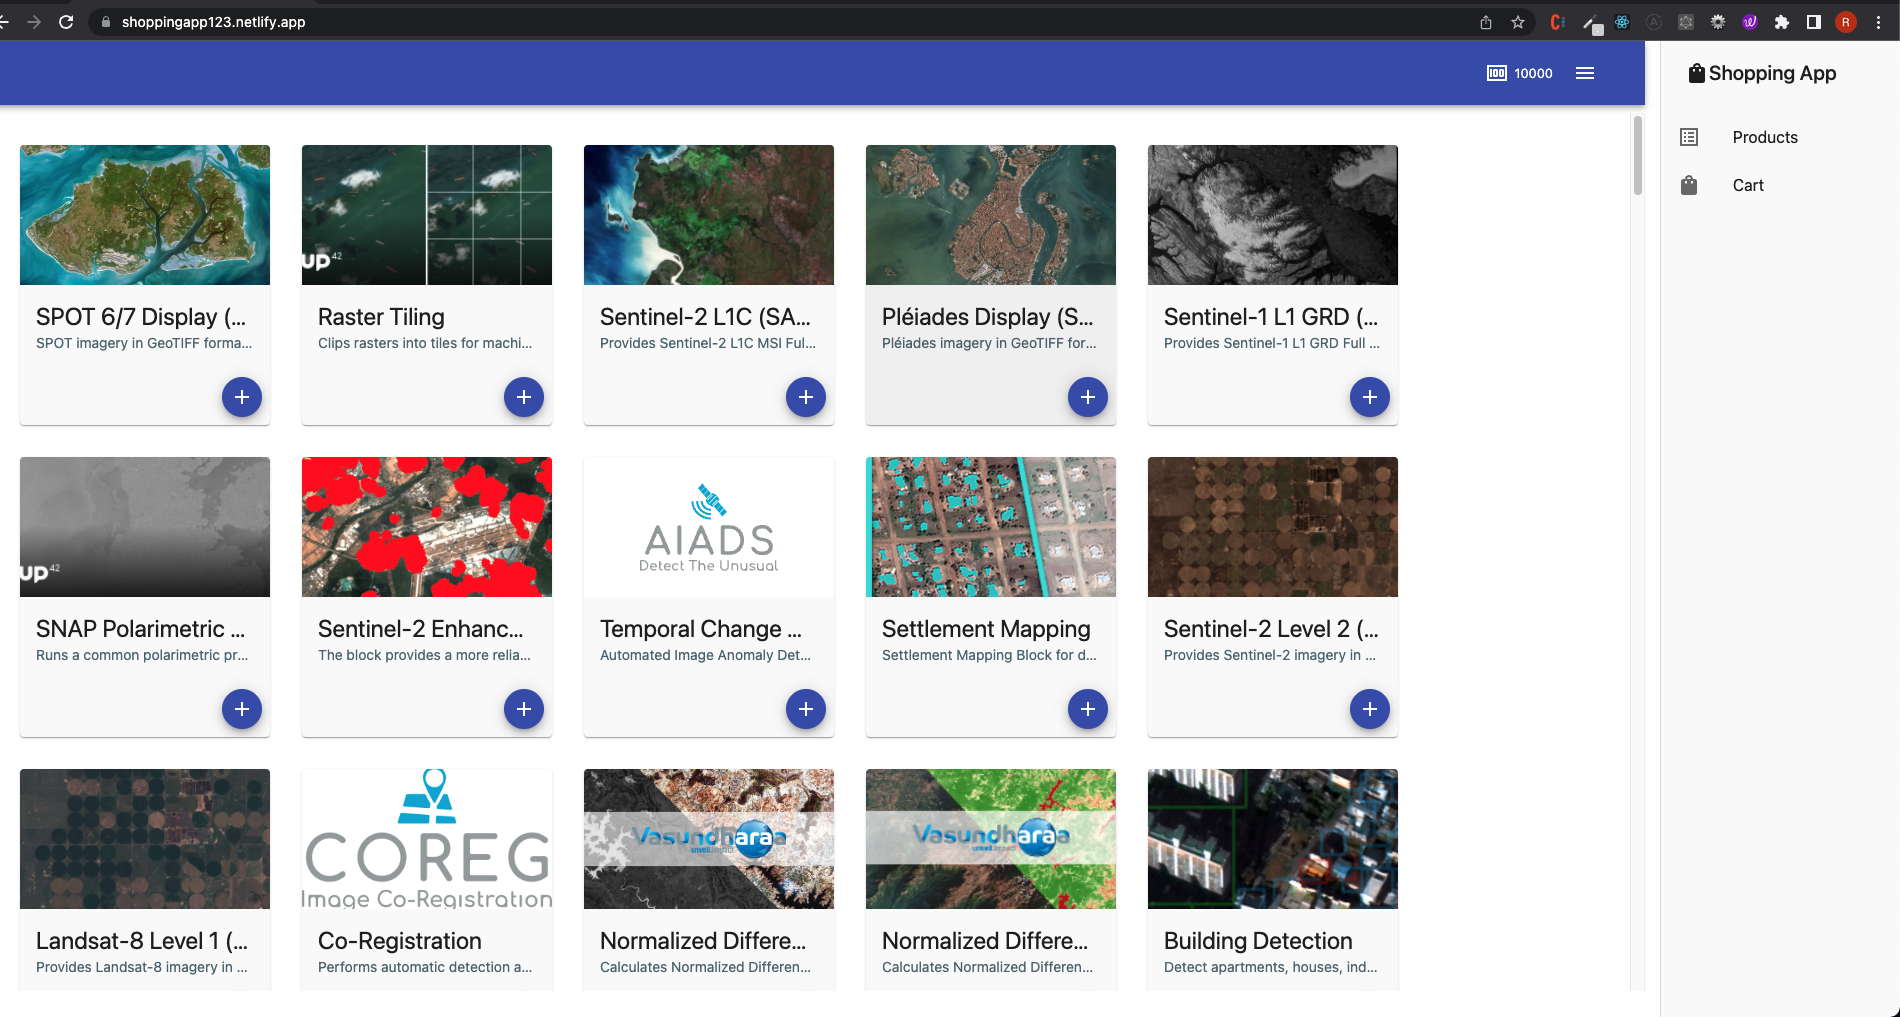 shoppingapp123.netlify.app
R
10000
Shopping App
Products
Cart
up42
SPOT 6/7 Display (...
SPOT imagery in GeoTIFF forma...
Raster Tiling
Clips rasters into tiles for machi...
Sentinel-2 L1C (SA...
Provides Sentinel-2 L1C MSI Ful...
Pléiades Display (S...
Pléiades imagery in GeoTIFF for...
Sentinel-1 L1 GRD (...
Provides Sentinel-1 L1 GRD Full ...
up42
AIADS
Detect The Unusual
SNAP Polarimetric ...
Runs a common polarimetric pr...
Sentinel-2 Enhanc...
The block provides a more relia...
Temporal Change ...
Automated Image Anomaly Det...
Settlement Mapping
Settlement Mapping Block for d...
Sentinel-2 Level 2 (...
Provides Sentinel-2 imagery in ...
COREG
Image Co-Registration
Vasundharaa
Vasundharaa
Landsat-8 Level 1 (...
Provides Landsat-8 imagery in ...
Co-Registration
Performs automatic detection a...
Normalized Differe...
Calculates Normalized Differen...
Normalized Differe...
Calculates Normalized Differen...
Building Detection
Detect apartments, houses, ind...